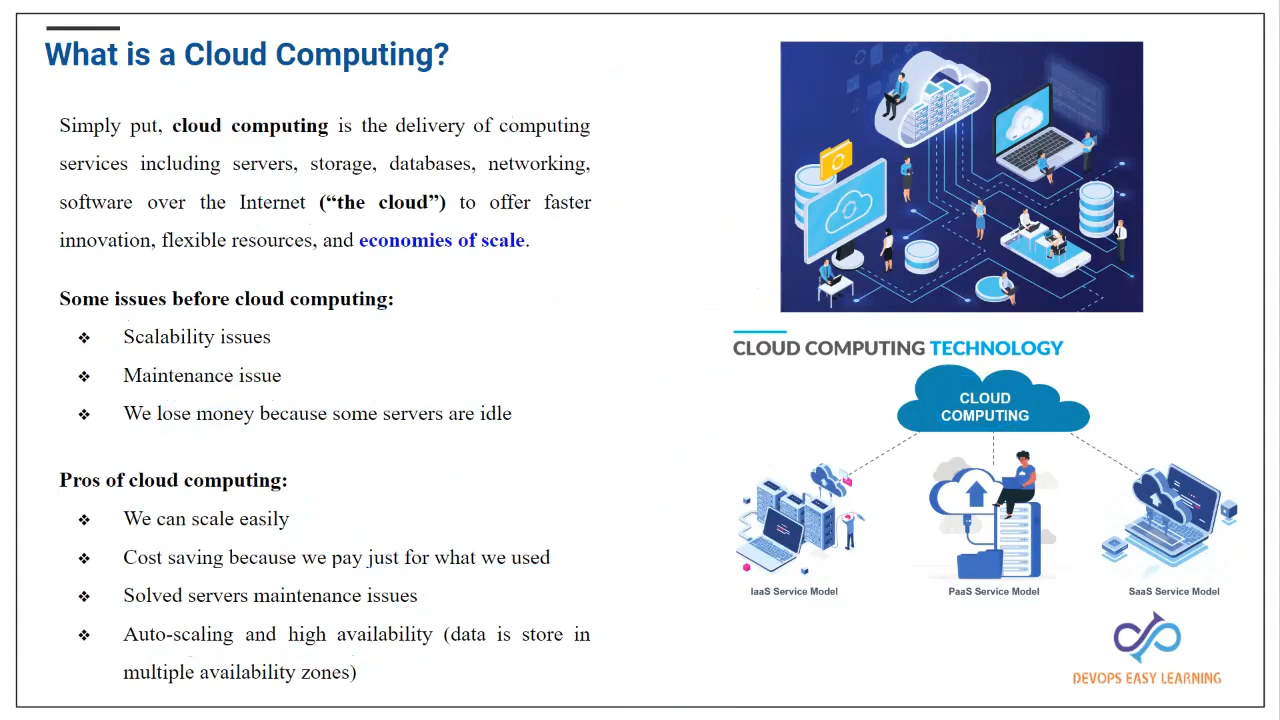 What is a Cloud Computing?
Simply put, cloud computing is the delivery of computing
services including servers, storage, databases, networking,
software over the Internet (“the cloud”) to offer faster
innovation, flexible resources, and economies of scale.
Some issues before cloud computing:
❖ Scalability issues
❖ Maintenance issue
❖ We lose money because some servers are idle
Pros of cloud computing:
❖ We can scale easily
❖ Cost saving because we pay just for what we used
❖ Solved servers maintenance issues
❖ Auto-scaling and high availability (data is store in
multiple availability zones)
CLOUD COMPUTING TECHNOLOGY
CLOUD
COMPUTING
IaaS Service Model
PaaS Service Model
SaaS Service Model
DEVOPS EASY LEARNING